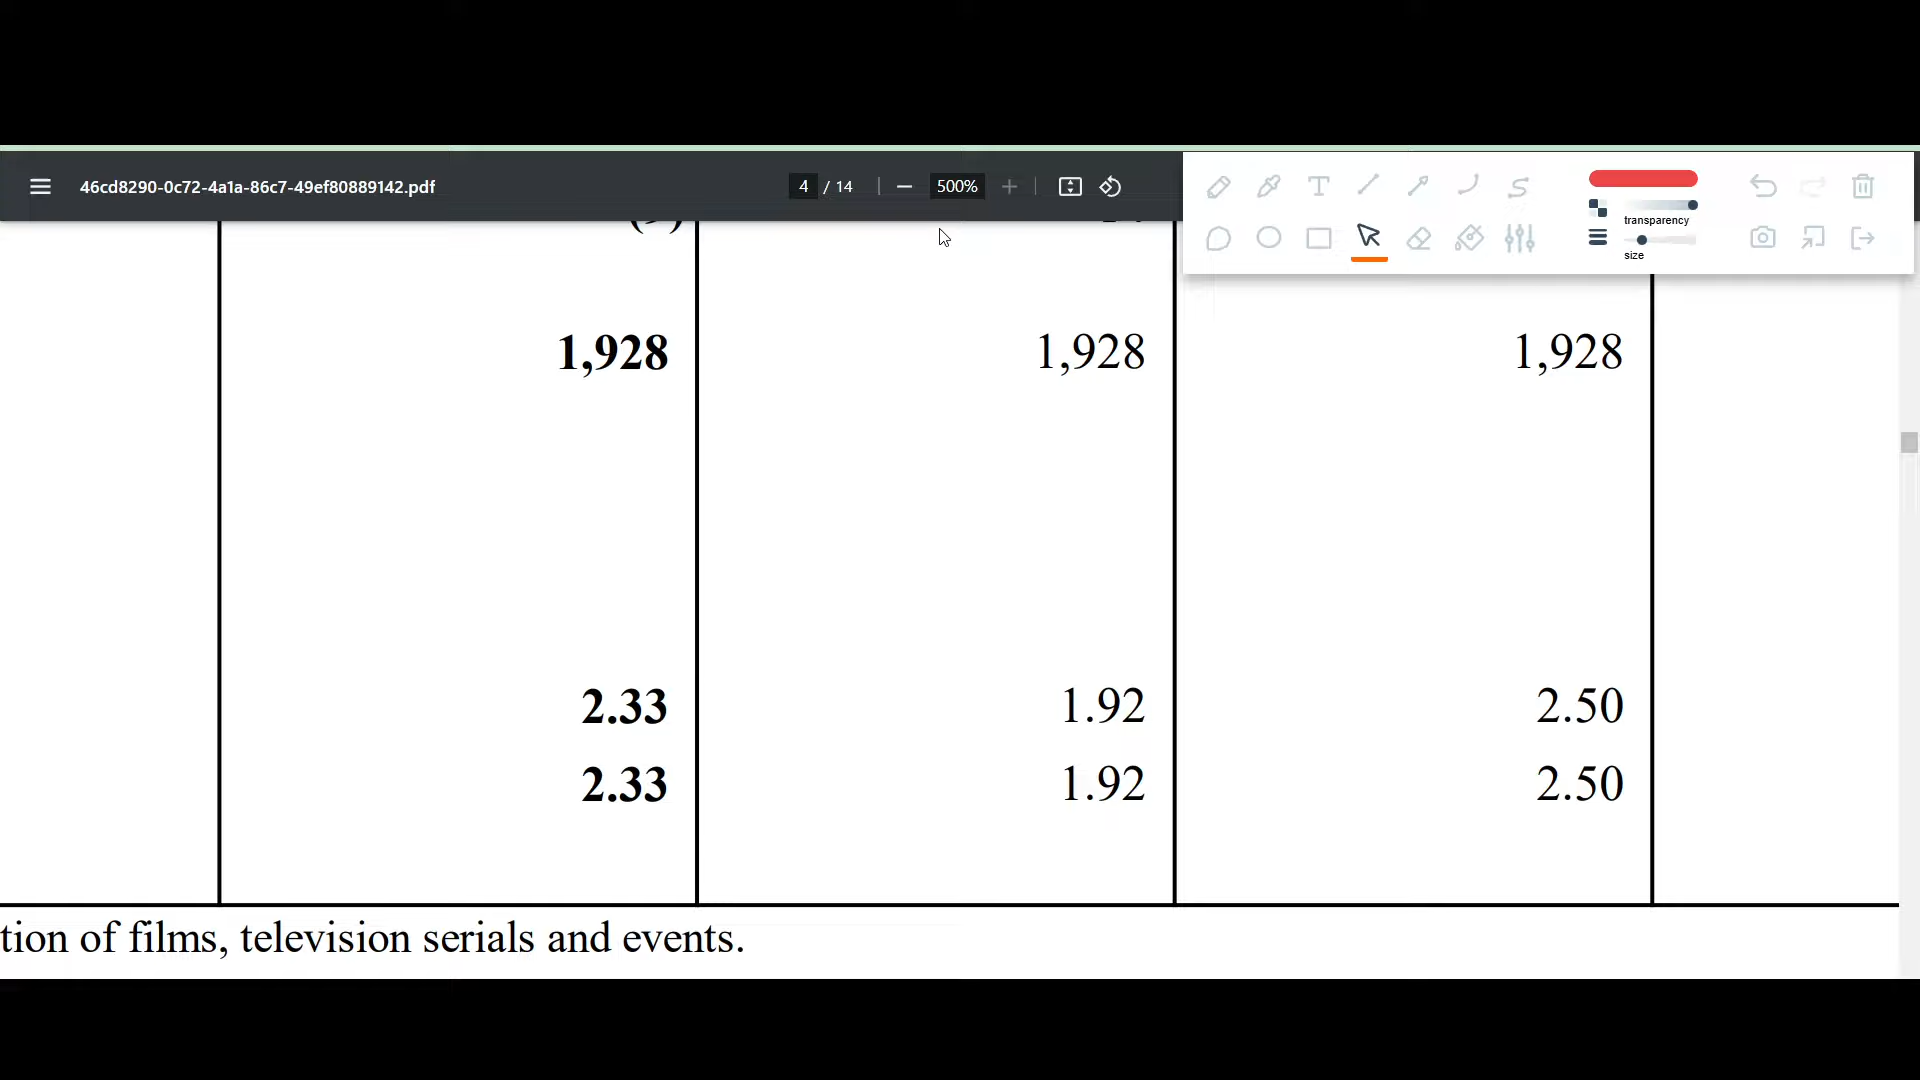 46cd8290-0c72-4a1a-86c7-49ef80889142.pdf
4 / 14
500%
transparency
size
1,928 1,928 1,928
2.33 1.92 2.50
2.33 1.92 2.50
tion of films, television serials and events.